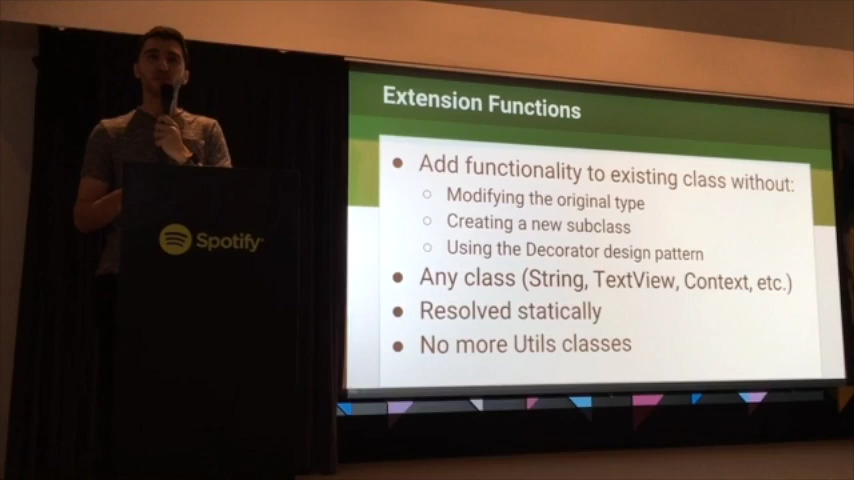 Extension Functions
● Add functionality to existing class without:
○ Modifying the original type
○ Creating a new subclass
○ Using the Decorator design pattern
● Any class (String, TextView, Context, etc.)
● Resolved statically
● No more Utils classes
Spotify